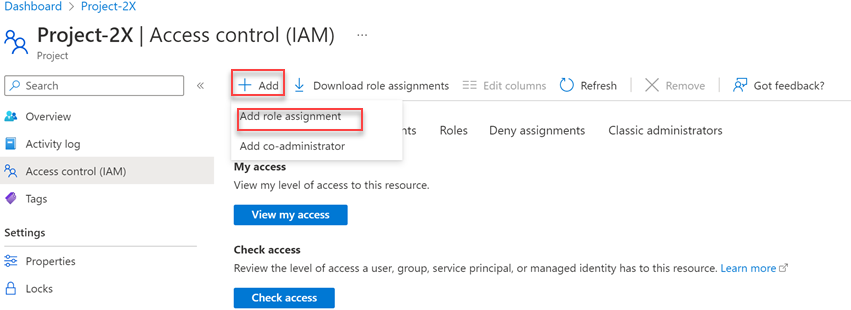 Dashboard > Project-2X >
Project-2X | Access control (IAM) ...
Project
Search
«
Add
Download role assignments
Edit columns
Refresh
Remove
Got feedback?
Overview
Activity log
Access control (IAM)
Tags
Settings
Properties
Locks
Add role assignment
Add co-administrator
Roles
Deny assignments
Classic administrators
My access
View my level of access to this resource.
View my access
Check access
Review the level of access a user, group, service principal, or managed identity has to this resource. Learn more
Check access